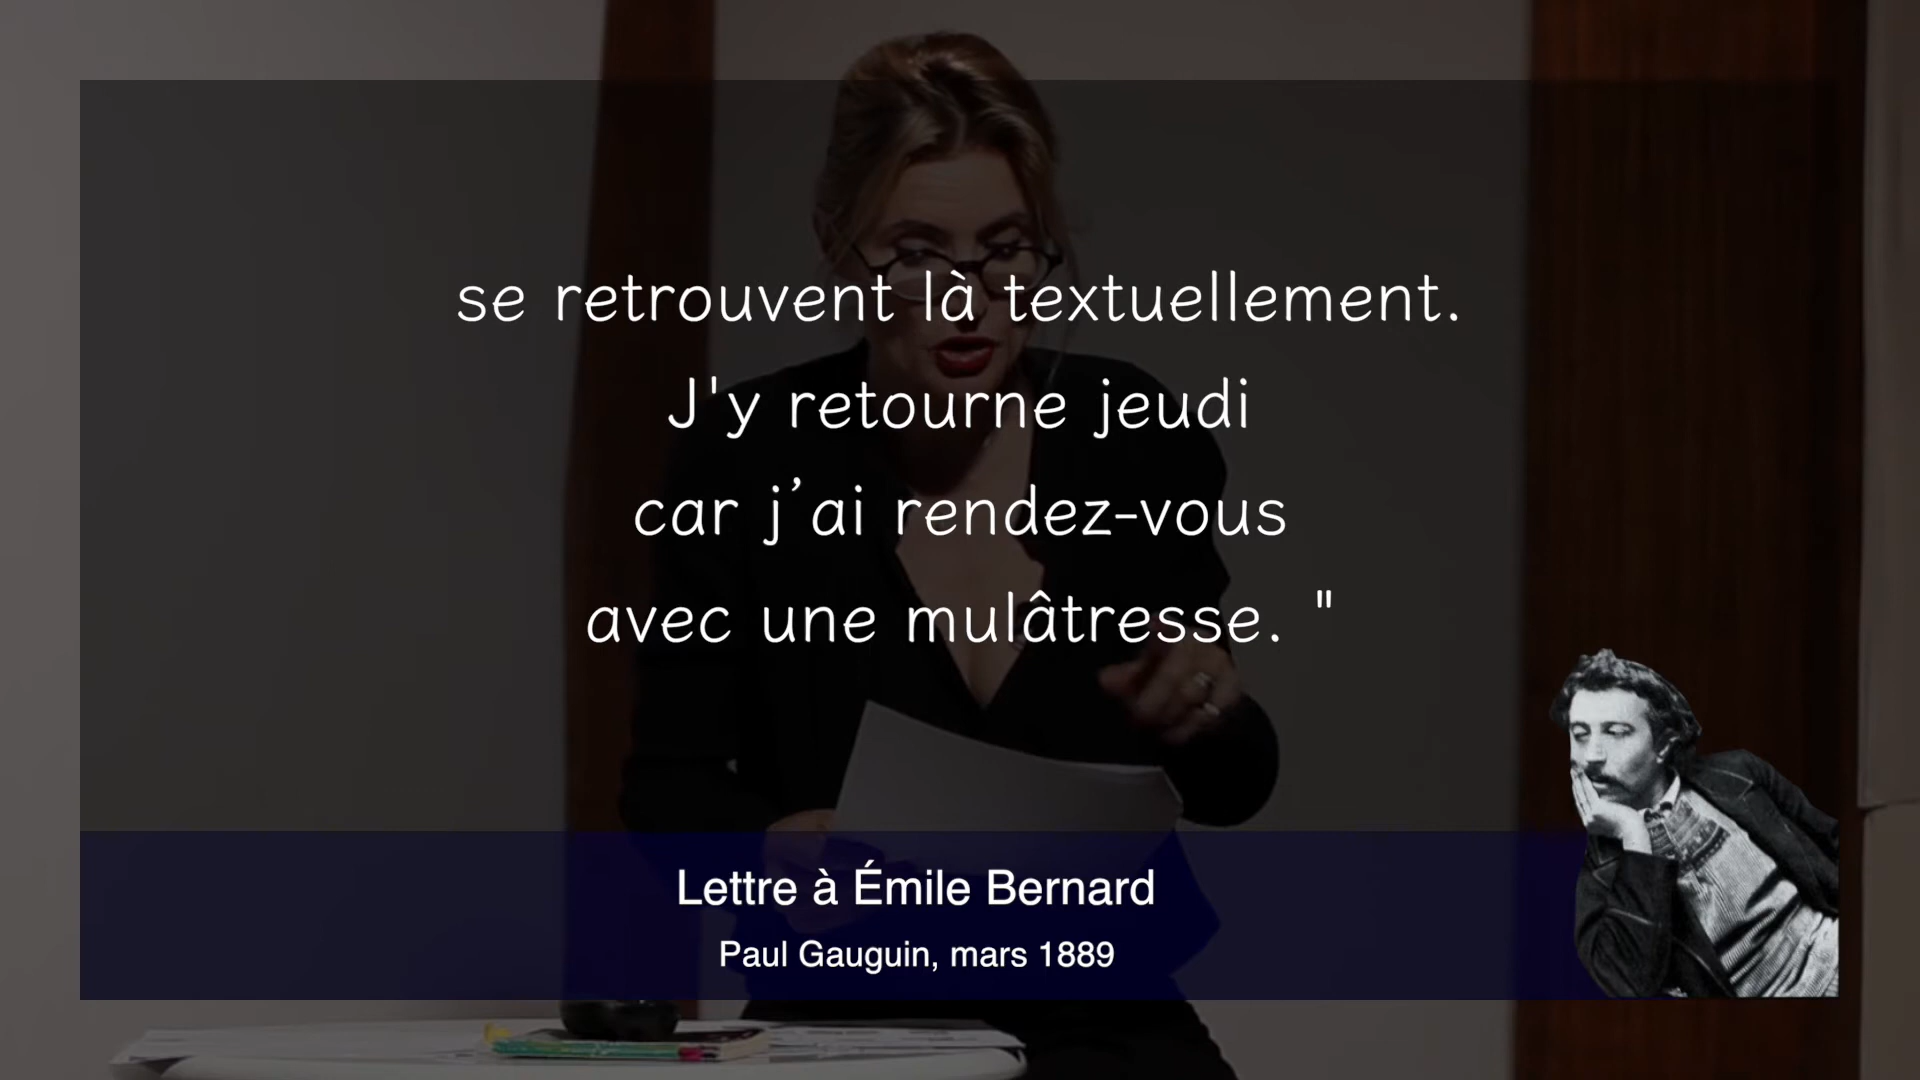 se retrouvent là textuellement.
J'y retourne jeudi
car j’ai rendez-vous
avec une mulâtresse. "
Lettre à Émile Bernard
Paul Gauguin, mars 1889